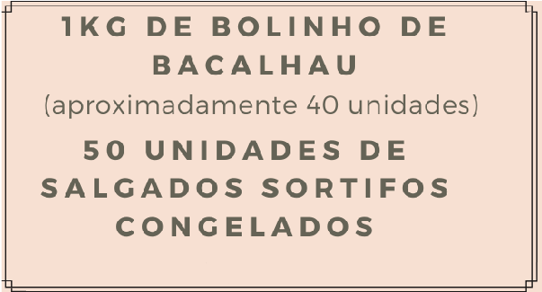 1KG DE BOLINHO DE
BACALHAU
(aproximadamente 40 unidades)
50 UNIDADES DE
SALGADOS SORTIFOS
CONGELADOS